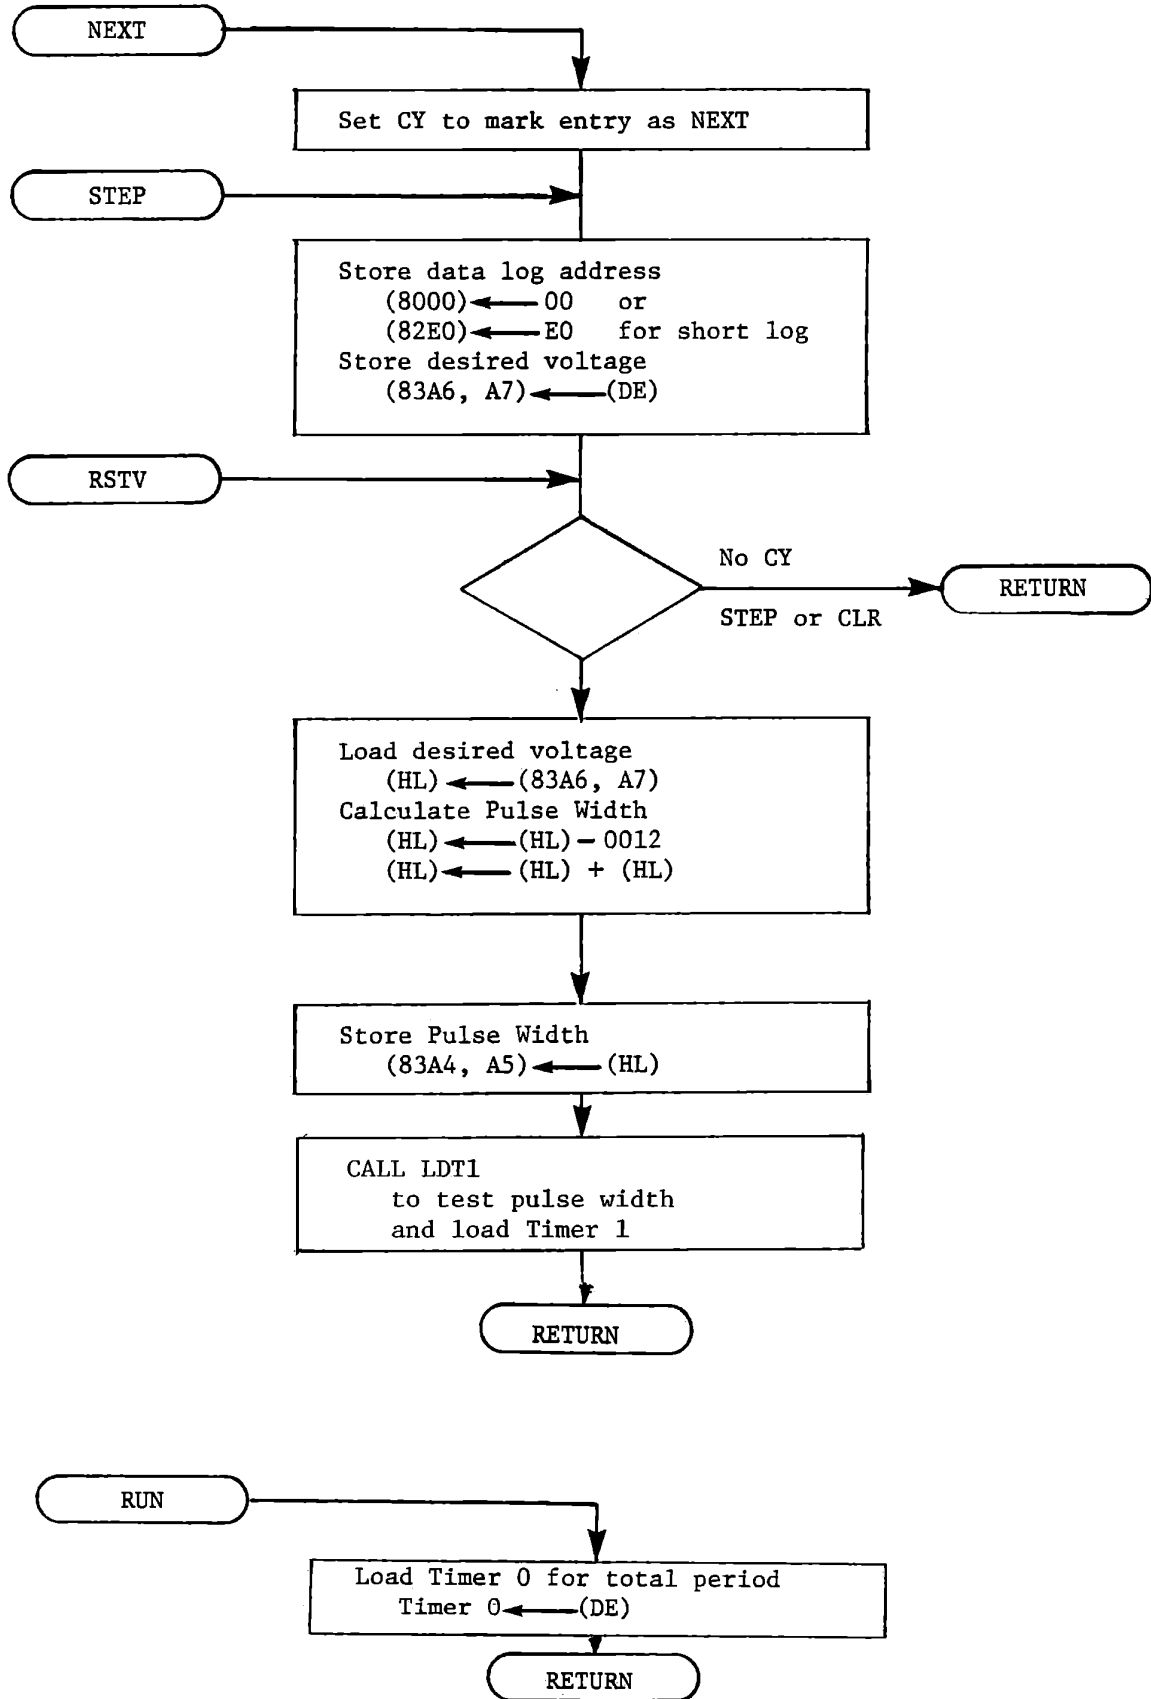 NEXT
Set CY to mark entry as NEXT
STEP
Store data log address
(8000) 00 or
(82E0) E0 for short log
Store desired voltage
(83A6, A7) (DE)
RSTV
No CY
STEP or CLR
RETURN
Load desired voltage
(HL) (83A6, A7)
Calculate Pulse Width
(HL) (HL) - 0012
(HL) (HL) + (HL)
Store Pulse Width
(83A4, A5) (HL)
CALL LDT1
to test pulse width
and load Timer 1
RETURN
RUN
Load Timer 0 for total period
Timer 0 (DE)
RETURN